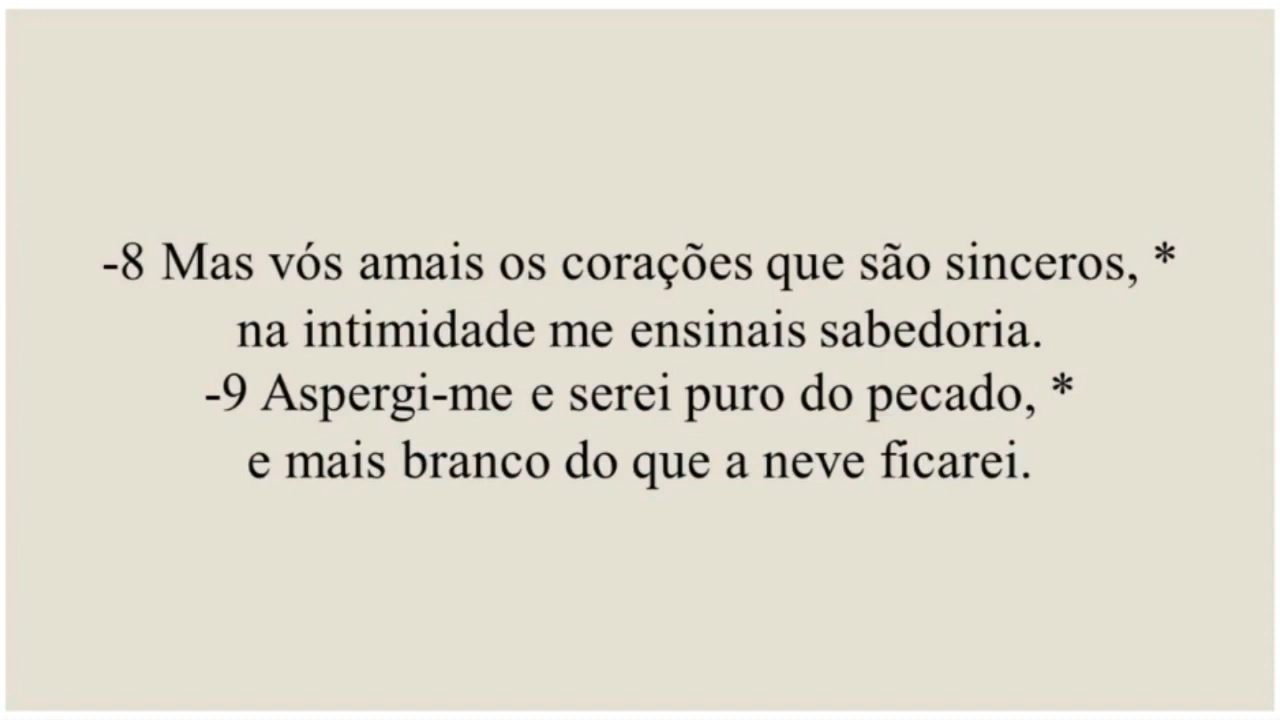 -8 Mas vós amais os corações que são sinceros, *
na intimidade me ensinais sabedoria.
-9 Aspergi-me e serei puro do pecado, *
e mais branco do que a neve ficarei.